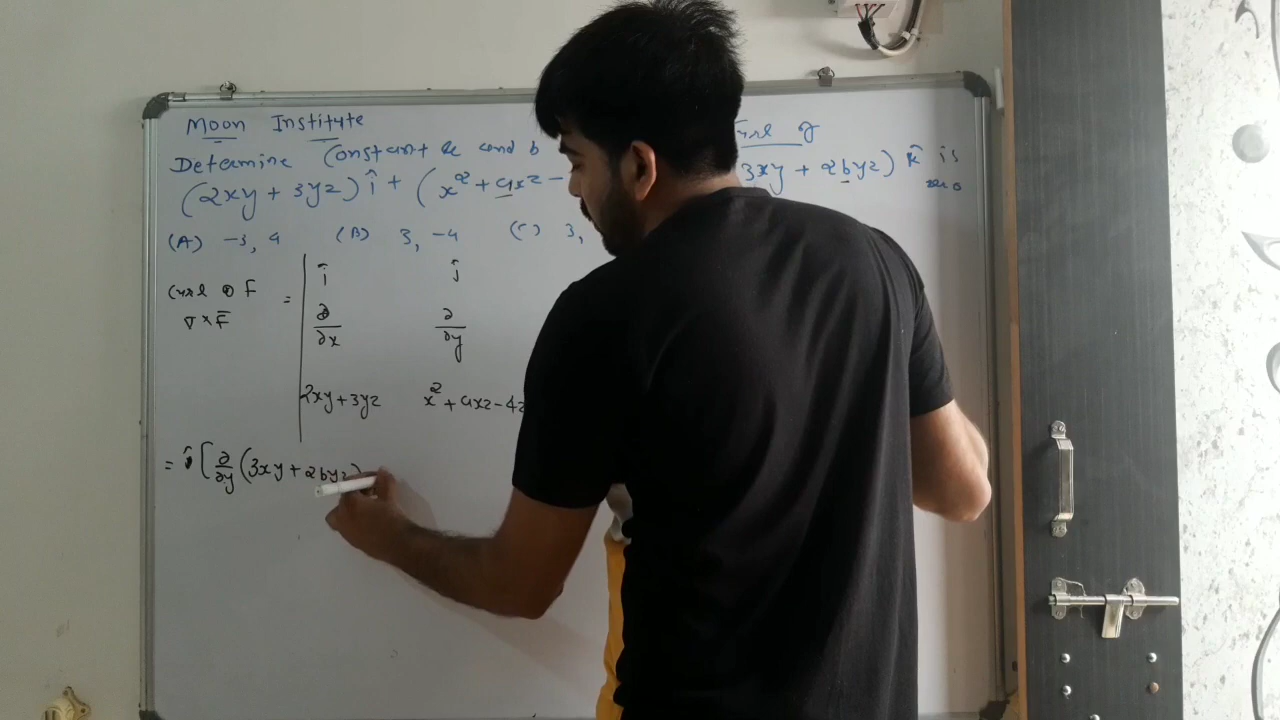 Moon Institute
Determine Constant a and b
(2xy + 3yz) î + ( x² + axz - 3xy + 2byz) k̂ is
zero
(A) -3, 4 (B) 3, -4 (C) 3,
î ĵ
Curl of F
∇ × F̄ =
∂/∂x ∂/∂y
2xy+3yz x² + axz - 4z
= î [ ∂/∂y (3xy + 2byz)